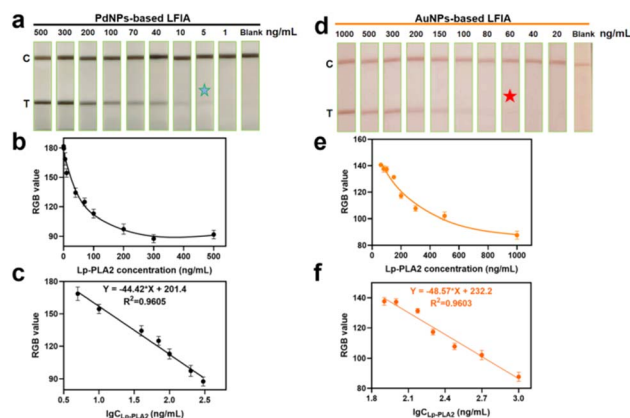 a PdNPs-based LFIA
500 300 200 100 70 40 10 5 1 Blank ng/mL
C
T
b
RGB value
180
150
120
90
0 100 200 300 400 500
Lp-PLA2 concentration (ng/mL)
c
RGB value
180
150
120
90
Y = -44.42*X + 201.4
R²=0.9605
0.5 1.0 1.5 2.0 2.5
lgC Lp-PLA2 (ng/mL)
d AuNPs-based LFIA
1000 500 300 200 150 100 80 60 40 20 Blank ng/mL
C
T
e
RGB value
160
140
120
100
80
0 200 400 600 800 1000
Lp-PLA2 concentration (ng/mL)
f
RGB value
140
120
100
80
Y = -48.57*X + 232.2
R²=0.9603
1.8 2.1 2.4 2.7 3.0
lgC Lp-PLA2 (ng/mL)